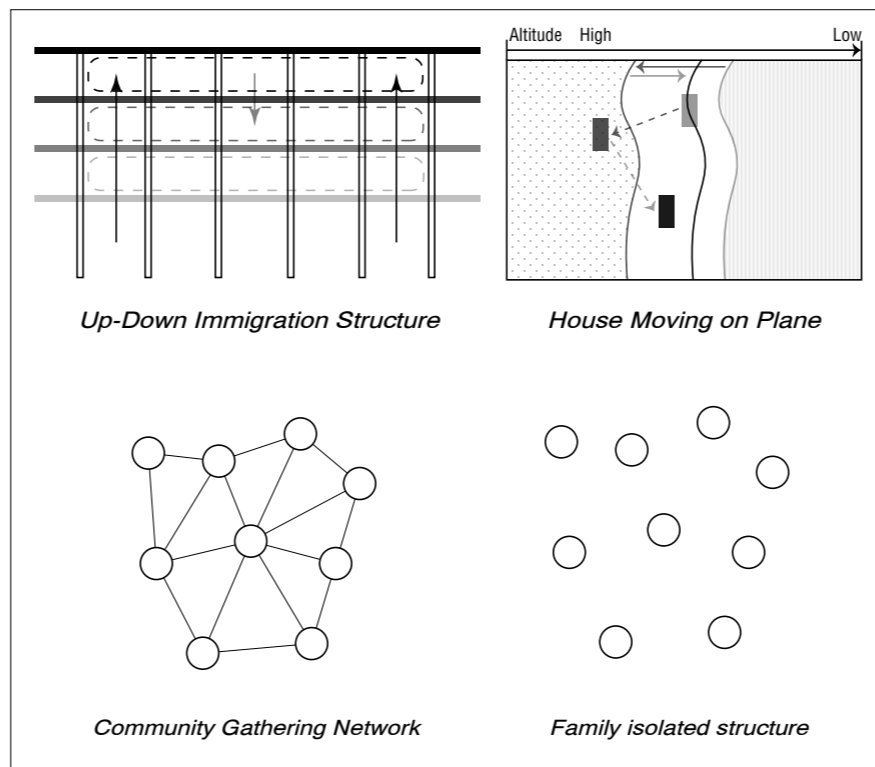 Altitude High Low
Up-Down Immigration Structure
House Moving on Plane
Community Gathering Network
Family isolated structure